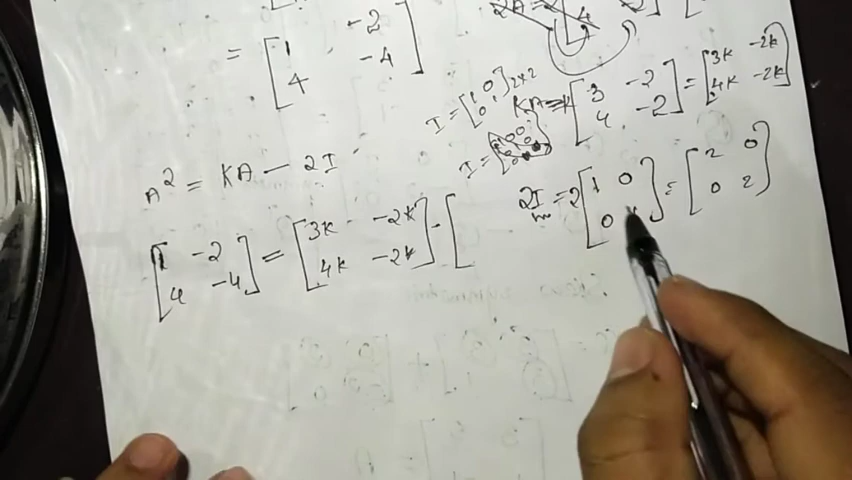 = [ 1 -2
4 -4 ]
I = [ 1 0
0 1 ] 2x2
KA = K [ 3 -2
4 -2 ] = [ 3K -2K
4K -2K ]
I =
A² = KA - 2I
2I = 2 [ 1 0
0 1 ] = [ 2 0
0 2 ]
[ 1 -2
4 -4 ] = [ 3K -2K
4K -2K ] - [